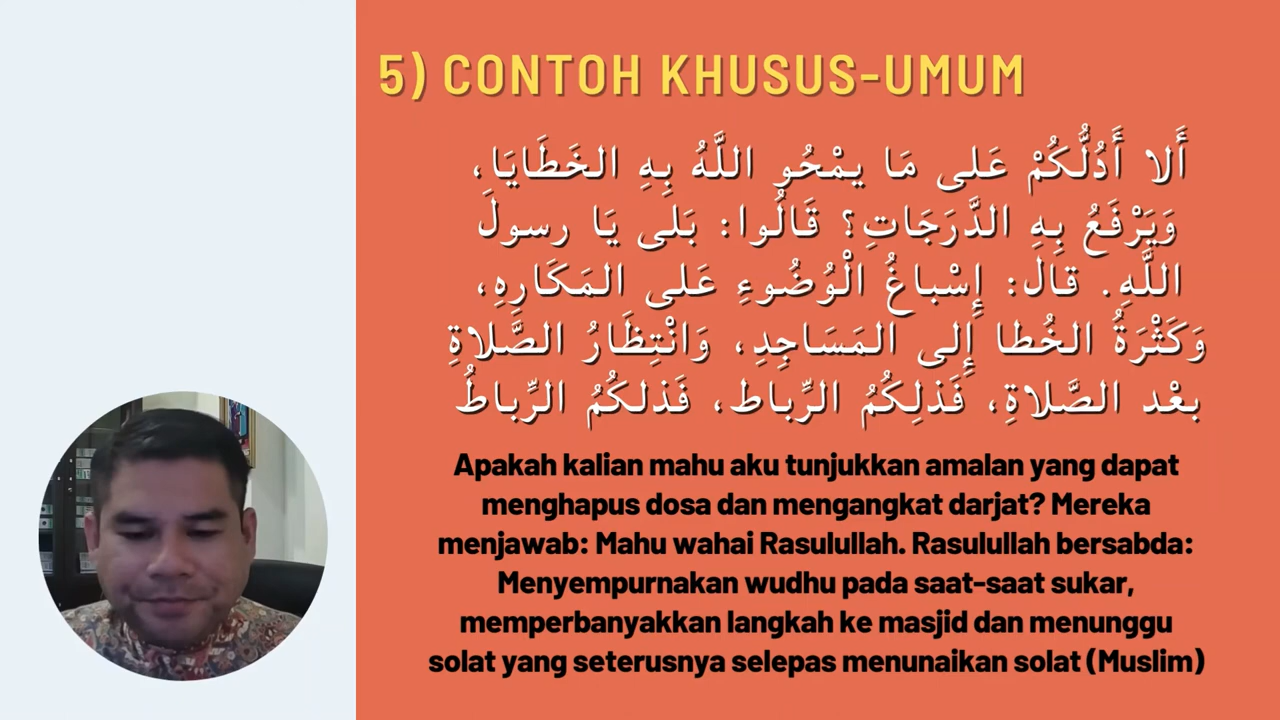 5) CONTOH KHUSUS-UMUM
أَلا أَدُلُّكُمْ عَلى مَا يمْحُو اللَّهُ بِهِ الخَطَايَا،
وَيَرْفَعُ بِهِ الدَّرَجَاتِ؟ قَالُوا: بَلى يَا رسولَ
اللَّهِ. قالَ: إِسْباغُ الْوُضُوءِ عَلى المَكَارِهِ،
وَكَثْرَةُ الخُطا إِلى المَسَاجِدِ، وَانْتِظَارُ الصَّلاةِ
بعْد الصَّلاةِ، فَذلِكُمُ الرِّباط، فَذلكُمُ الرِّباطُ
Apakah kalian mahu aku tunjukkan amalan yang dapat
menghapus dosa dan mengangkat darjat? Mereka
menjawab: Mahu wahai Rasulullah. Rasulullah bersabda:
Menyempurnakan wudhu pada saat-saat sukar,
memperbanyakkan langkah ke masjid dan menunggu
solat yang seterusnya selepas menunaikan solat (Muslim)